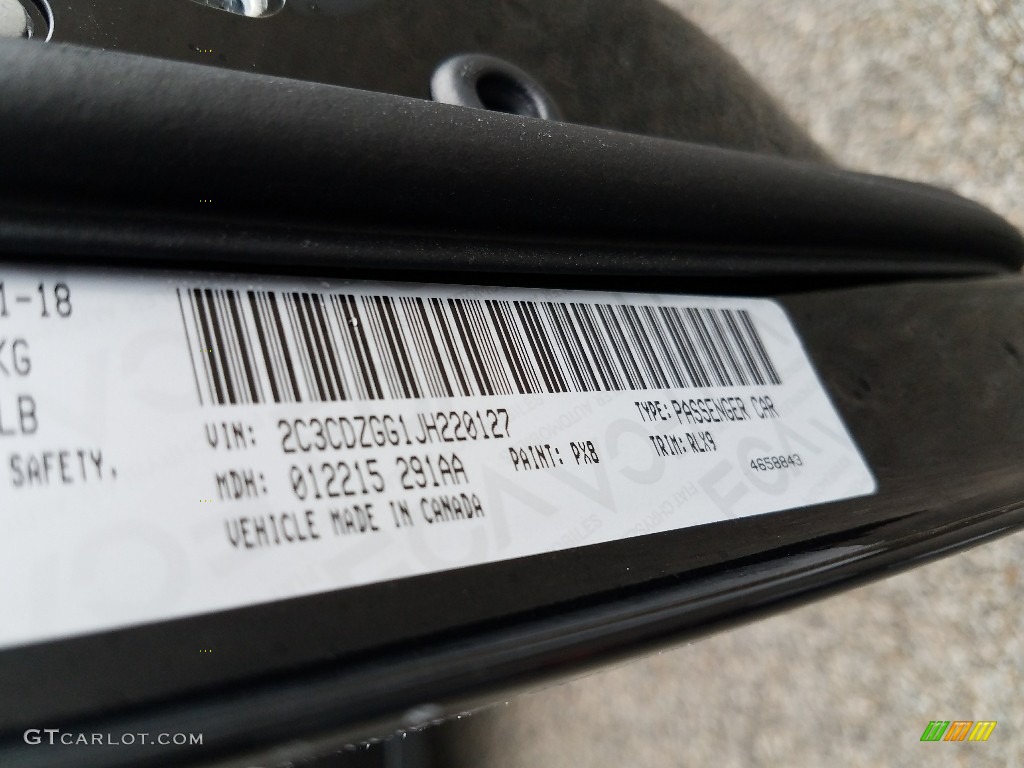 1-18
KG
LB
SAFETY,
VIN: 2C3CDZGG1JH220127
TYPE: PASSENGER CAR
MDH: 012215 291AA
PAINT: PX8
TRIM: RLX9
VEHICLE MADE IN CANADA
4658843
GTCARLOT.COM